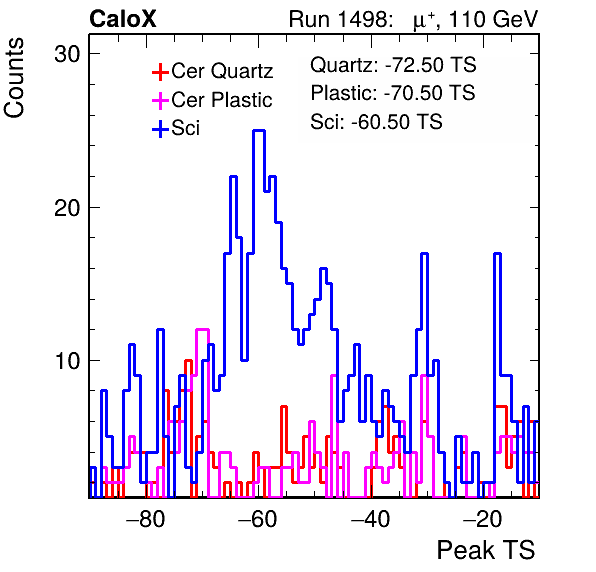 CaloX Run 1498: μ⁺, 110 GeV
Counts
30
20
10
Cer Quartz
Cer Plastic
Sci
Quartz: -72.50 TS
Plastic: -70.50 TS
Sci: -60.50 TS
−80 −60 −40 −20
Peak TS